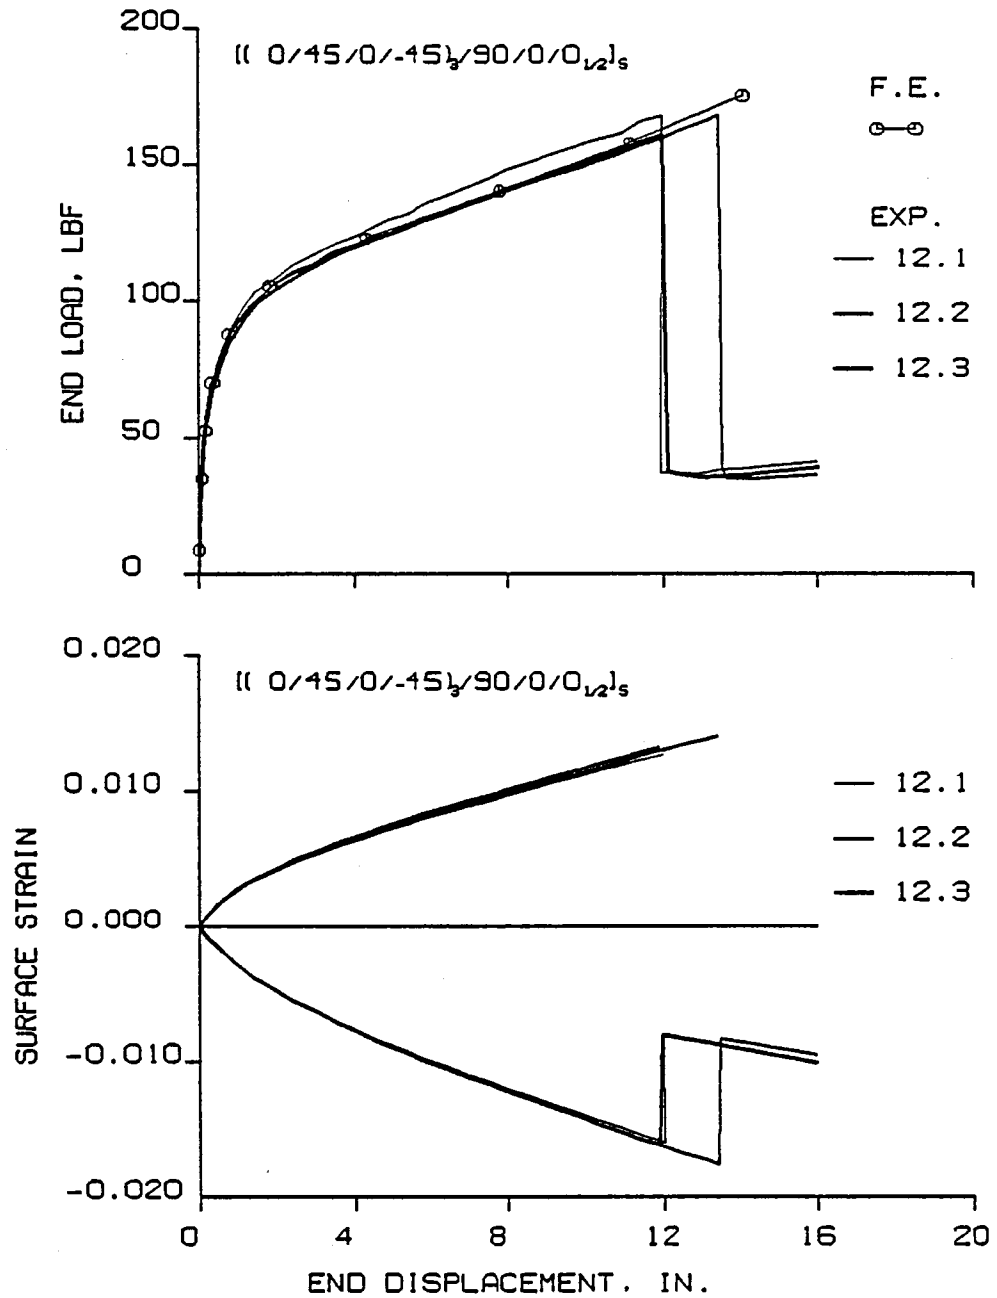 200
[( 0/45/0/-45)₃/90/0/0₁/₂]ₛ
F.E.
150
END LOAD, LBF
EXP.
12.1
100
12.2
12.3
50
0
0.020
[( 0/45/0/-45)₃/90/0/0₁/₂]ₛ
0.010
12.1
12.2
SURFACE STRAIN
12.3
0.000
-0.010
-0.020
0 4 8 12 16 20
END DISPLACEMENT, IN.